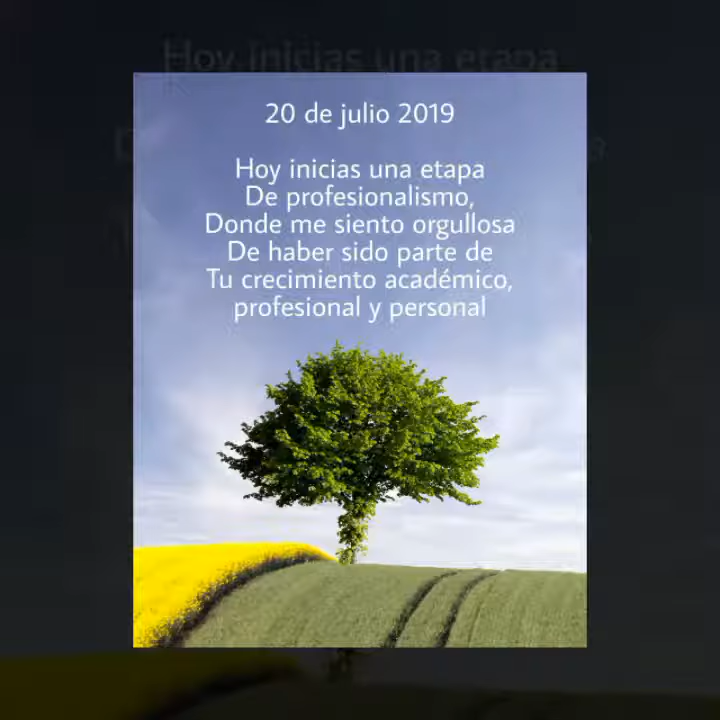 20 de julio 2019
Hoy inicias una etapa
De profesionalismo,
Donde me siento orgullosa
De haber sido parte de
Tu crecimiento académico,
profesional y personal